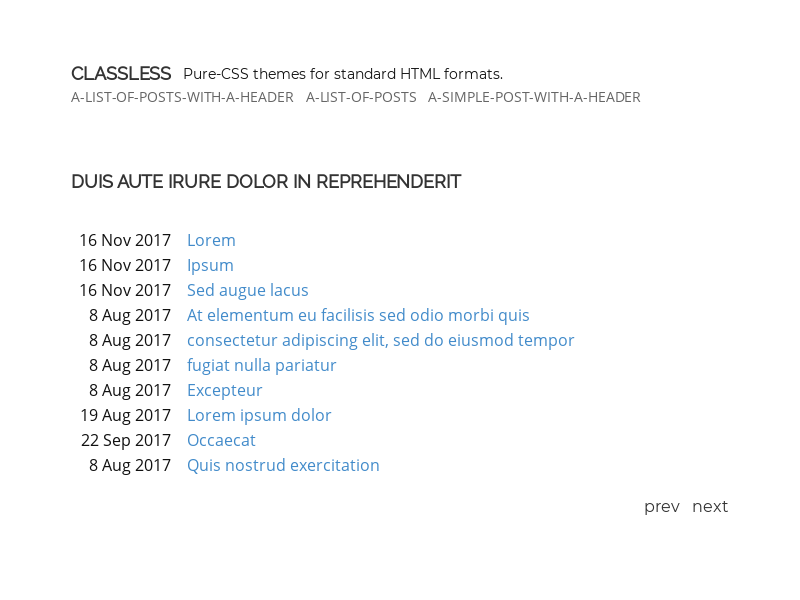 CLASSLESS Pure-CSS themes for standard HTML formats.
A-LIST-OF-POSTS-WITH-A-HEADER A-LIST-OF-POSTS A-SIMPLE-POST-WITH-A-HEADER
DUIS AUTE IRURE DOLOR IN REPREHENDERIT
16 Nov 2017 Lorem
16 Nov 2017 Ipsum
16 Nov 2017 Sed augue lacus
8 Aug 2017 At elementum eu facilisis sed odio morbi quis
8 Aug 2017 consectetur adipiscing elit, sed do eiusmod tempor
8 Aug 2017 fugiat nulla pariatur
8 Aug 2017 Excepteur
19 Aug 2017 Lorem ipsum dolor
22 Sep 2017 Occaecat
8 Aug 2017 Quis nostrud exercitation
prev next